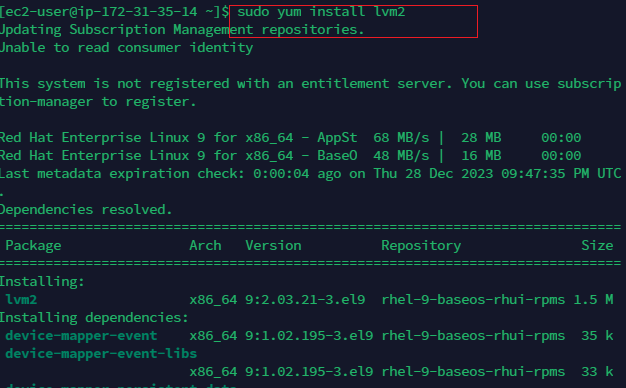 [ec2-user@ip-172-31-35-14 ~]$ sudo yum install lvm2
Updating Subscription Management repositories.
Unable to read consumer identity
This system is not registered with an entitlement server. You can use subscrip
tion-manager to register.
Red Hat Enterprise Linux 9 for x86_64 - AppSt  68 MB/s |  28 MB     00:00
Red Hat Enterprise Linux 9 for x86_64 - BaseO  48 MB/s |  16 MB     00:00
Last metadata expiration check: 0:00:04 ago on Thu 28 Dec 2023 09:47:35 PM UTC
.
Dependencies resolved.
================================================================================
Package                Arch   Version          Repository                Size
================================================================================
Installing:
lvm2                   x86_64 9:2.03.21-3.el9  rhel-9-baseos-rhui-rpms 1.5 M
Installing dependencies:
device-mapper-event    x86_64 9:1.02.195-3.el9 rhel-9-baseos-rhui-rpms  35 k
device-mapper-event-libs
x86_64 9:1.02.195-3.el9 rhel-9-baseos-rhui-rpms  33 k
device-mapper-persistent-data